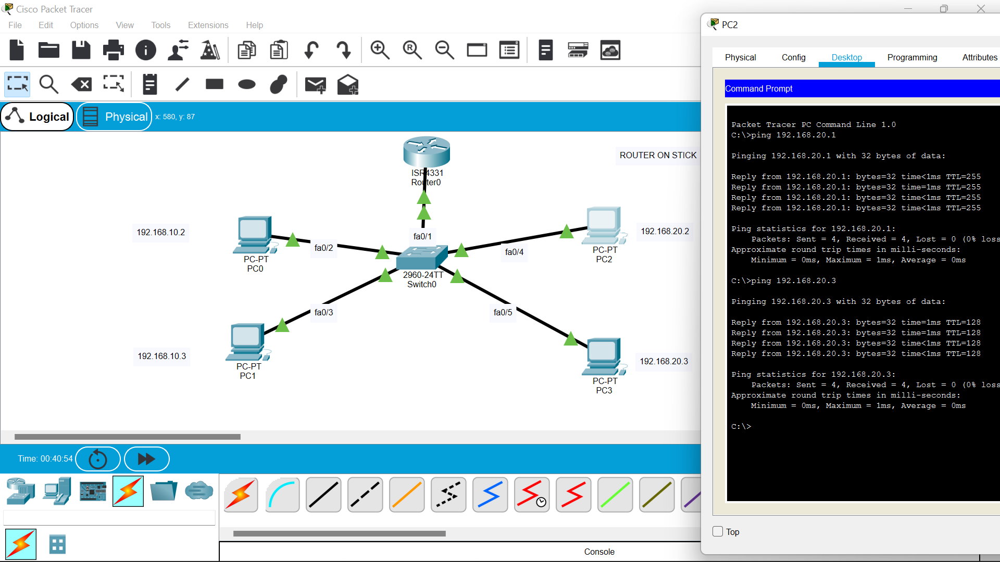 Cisco Packet Tracer
File Edit Options View Tools Extensions Help
Logical
Physical
x: 580, y: 87
ROUTER ON STICK
ISR4331
Router0
fa0/1
192.168.10.2
PC-PT
PC0
fa0/2
192.168.20.2
PC-PT
PC2
fa0/4
2960-24TT
Switch0
fa0/3
fa0/5
192.168.10.3
PC-PT
PC1
192.168.20.3
PC-PT
PC3
Time: 00:40:54
Console
PC2
Physical Config Desktop Programming Attributes
Command Prompt
Packet Tracer PC Command Line 1.0
C:\>ping 192.168.20.1
Pinging 192.168.20.1 with 32 bytes of data:
Reply from 192.168.20.1: bytes=32 time<1ms TTL=255
Reply from 192.168.20.1: bytes=32 time=1ms TTL=255
Reply from 192.168.20.1: bytes=32 time<1ms TTL=255
Reply from 192.168.20.1: bytes=32 time<1ms TTL=255
Ping statistics for 192.168.20.1:
Packets: Sent = 4, Received = 4, Lost = 0 (0% loss
Approximate round trip times in milli-seconds:
Minimum = 0ms, Maximum = 1ms, Average = 0ms
C:\>ping 192.168.20.3
Pinging 192.168.20.3 with 32 bytes of data:
Reply from 192.168.20.3: bytes=32 time=1ms TTL=128
Reply from 192.168.20.3: bytes=32 time=1ms TTL=128
Reply from 192.168.20.3: bytes=32 time<1ms TTL=128
Reply from 192.168.20.3: bytes=32 time<1ms TTL=128
Ping statistics for 192.168.20.3:
Packets: Sent = 4, Received = 4, Lost = 0 (0% loss
Approximate round trip times in milli-seconds:
Minimum = 0ms, Maximum = 1ms, Average = 0ms
C:\>
Top